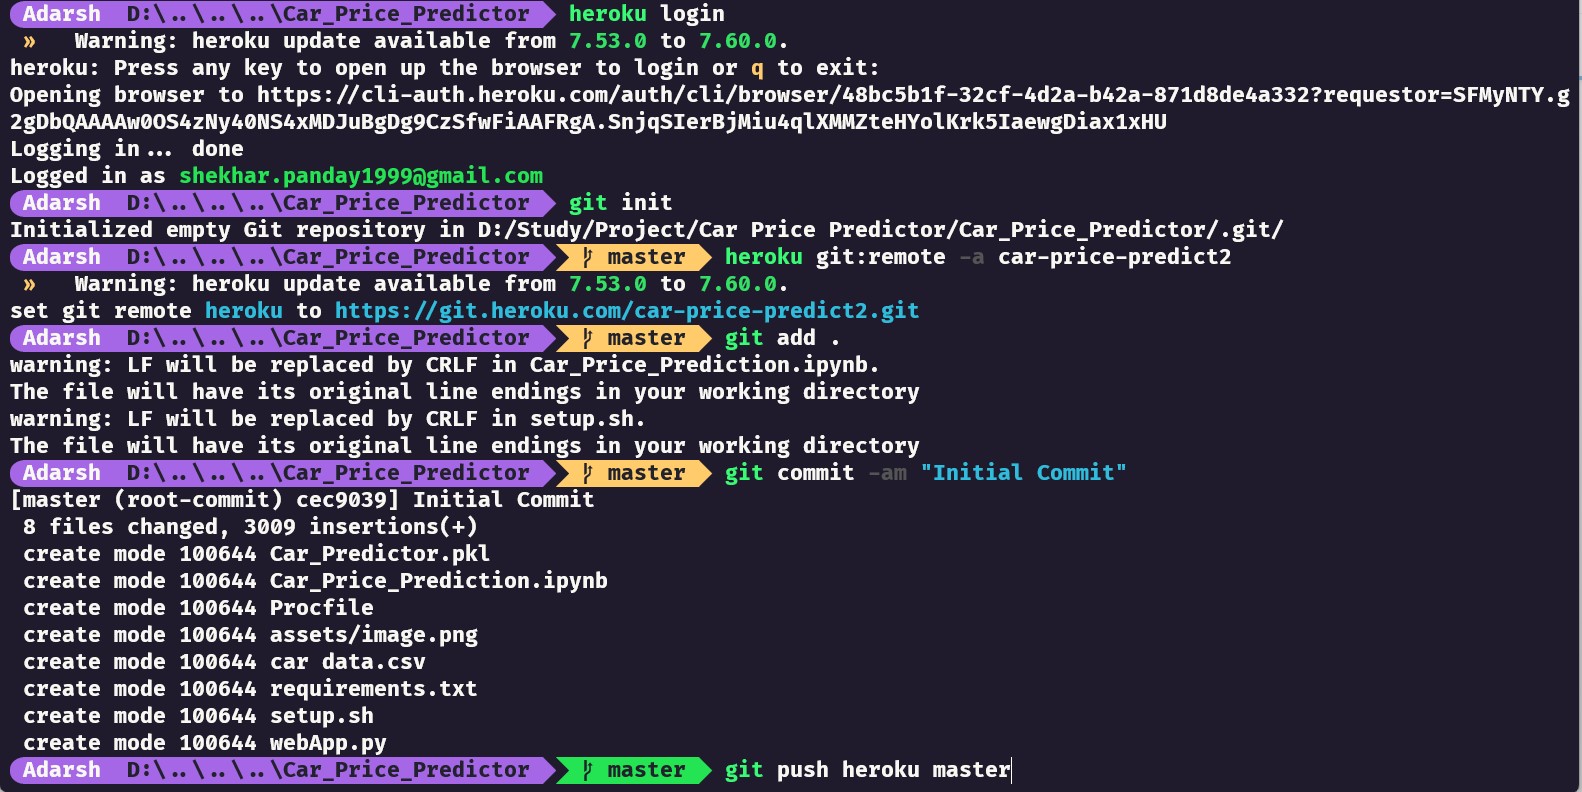 Adarsh D:\..\..\..\Car_Price_Predictor heroku login
» Warning: heroku update available from 7.53.0 to 7.60.0.
heroku: Press any key to open up the browser to login or q to exit:
Opening browser to https://cli-auth.heroku.com/auth/cli/browser/48bc5b1f-32cf-4d2a-b42a-871d8de4a332?requestor=SFMyNTY.g
2gDbQAAAAw0OS4zNy40NS4xMDJuBgDg9CzSfwFiAAFRgA.SnjqSIerBjMiu4qlXMMZteHYolKrk5IaewgDiax1xHU
Logging in... done
Logged in as shekhar.panday1999@gmail.com
Adarsh D:\..\..\..\Car_Price_Predictor git init
Initialized empty Git repository in D:/Study/Project/Car Price Predictor/Car_Price_Predictor/.git/
Adarsh D:\..\..\..\Car_Price_Predictor master heroku git:remote -a car-price-predict2
» Warning: heroku update available from 7.53.0 to 7.60.0.
set git remote heroku to https://git.heroku.com/car-price-predict2.git
Adarsh D:\..\..\..\Car_Price_Predictor master git add .
warning: LF will be replaced by CRLF in Car_Price_Prediction.ipynb.
The file will have its original line endings in your working directory
warning: LF will be replaced by CRLF in setup.sh.
The file will have its original line endings in your working directory
Adarsh D:\..\..\..\Car_Price_Predictor master git commit -am "Initial Commit"
[master (root-commit) cec9039] Initial Commit
8 files changed, 3009 insertions(+)
create mode 100644 Car_Predictor.pkl
create mode 100644 Car_Price_Prediction.ipynb
create mode 100644 Procfile
create mode 100644 assets/image.png
create mode 100644 car data.csv
create mode 100644 requirements.txt
create mode 100644 setup.sh
create mode 100644 webApp.py
Adarsh D:\..\..\..\Car_Price_Predictor master git push heroku master